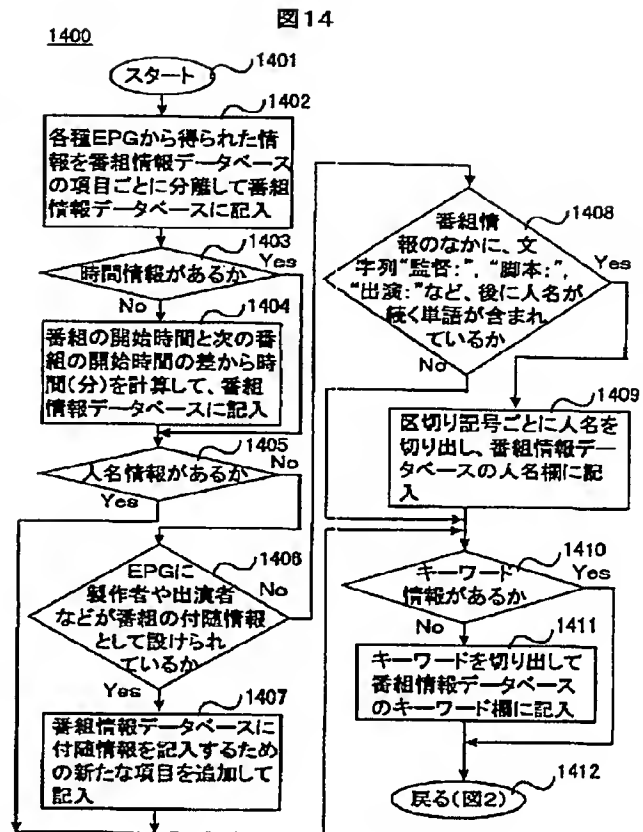 図14
1400
スタート
1401
1402
各種EPGから得られた情
報を番組情報データベース
の項目ごとに分離して番組
情報データベースに記入
1403
時間情報があるか
Yes
No
1404
番組の開始時間と次の番
組の開始時間の差から時
間(分)を計算して、番組
情報データベースに記入
1405
人名情報があるか
No
Yes
1406
EPGに
製作者や出演者
などが番組の付随情報
として設けられ
ているか
No
Yes
1407
番組情報データベースに
付随情報を記入するため
の新たな項目を追加して
記入
1408
番組情
報のなかに、文
字列“監督:”, “脚本:”,
“出演:”など、後に人名が
続く単語が含まれ
ているか
Yes
No
1409
区切り記号ごとに人名を
切り出し、番組情報デー
タベースの人名欄に記
入
1410
キーワード
情報があるか
Yes
No
1411
キーワードを切り出して
番組情報データベース
のキーワード欄に記入
1412
戻る(図2)